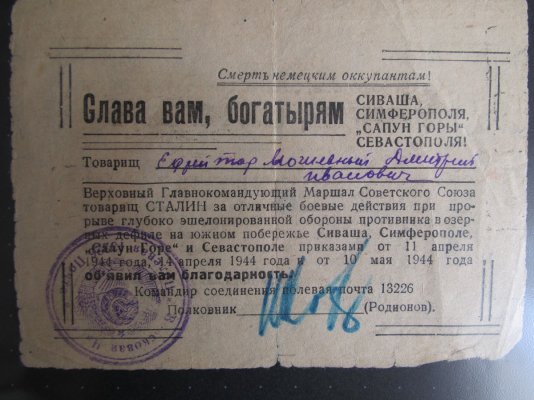 Смерть немецким оккупантам!
Слава вам, богатырям
СИВАША,
СИМФЕРОПОЛЯ,
„САПУН ГОРЫ"
СЕВАСТОПОЛЯ!
Товарищ Ефрейтор Дмитрий
Иванович
Верховный Главнокомандующий Маршал Советского Союза
товарищ СТАЛИН за отличные боевые действия при про-
рыве глубоко эшелонированной обороны противника в озер-
ных дефиле на южном побережье Сиваша, Симферополе,
„Сапун-Горе" и Севастополе приказами от 11 апреля
1944 года, 14 апреля 1944 года и от 10 мая 1944 года
объявил вам благодарность.
Командир соединения полевая почта 13226
Полковник (Родионов).